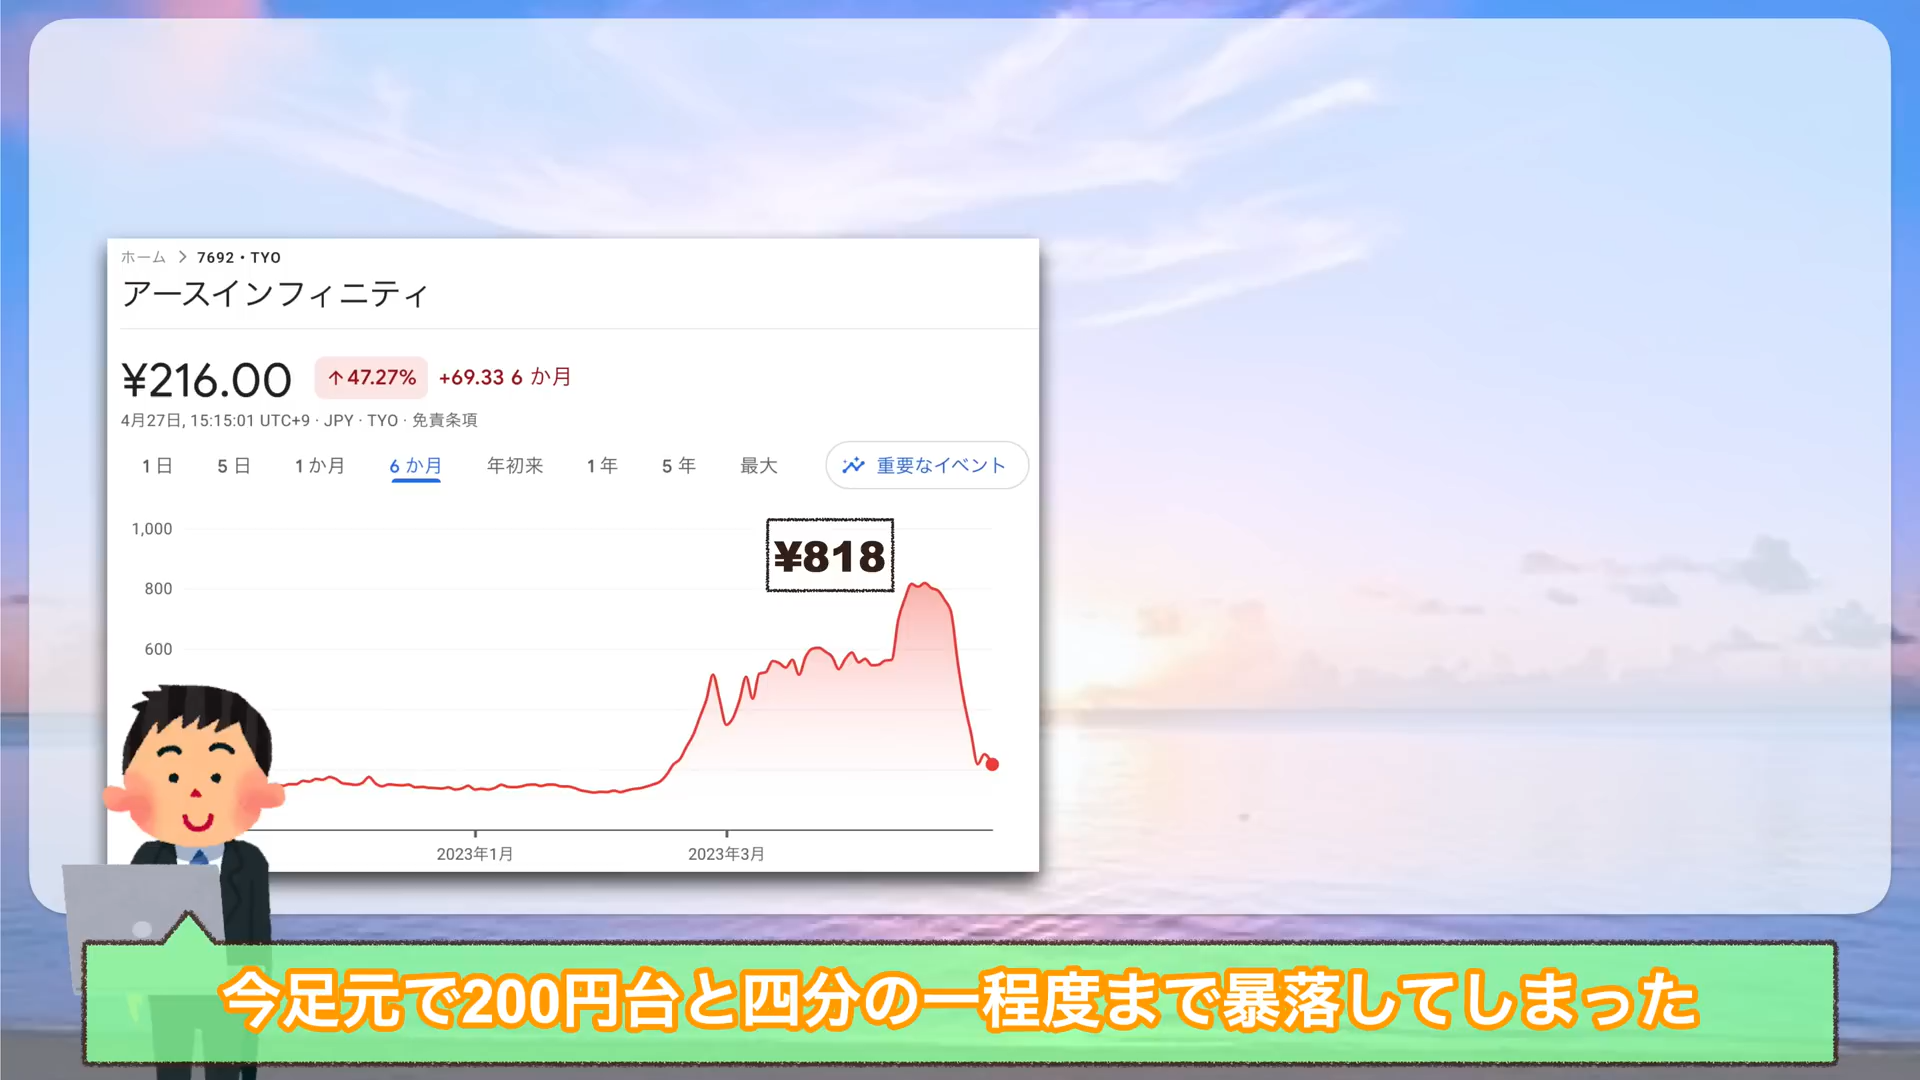 ホーム > 7692・TYO
アースインフィニティ
¥216.00 ↑47.27% +69.33 6 か月
4月27日, 15:15:01 UTC+9 · JPY · TYO · 免責条項
1日 5日 1か月 6か月 年初来 1年 5年 最大 重要なイベント
1,000
¥818
800
600
2023年1月 2023年3月
今足元で200円台と四分の一程度まで暴落してしまった